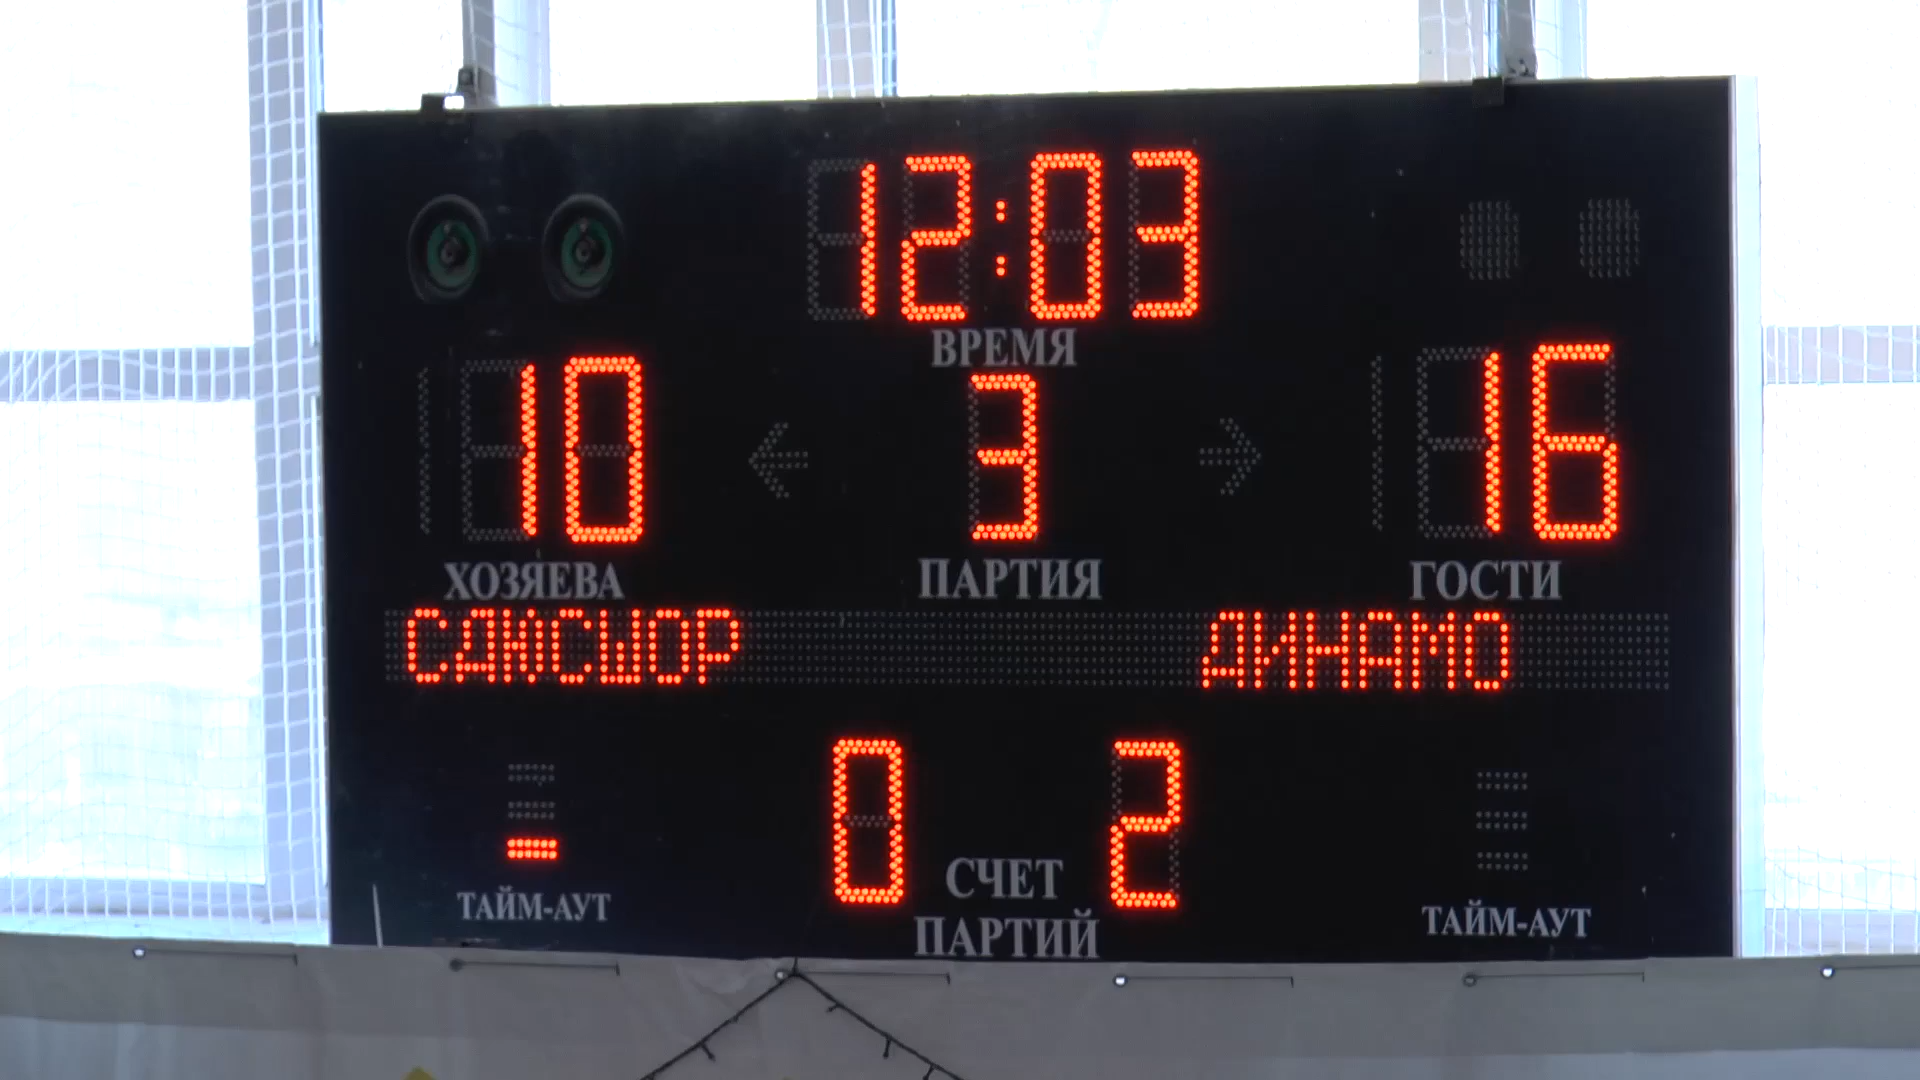 12:03
ВРЕМЯ
10 3 16
ХОЗЯЕВА ПАРТИЯ ГОСТИ
СДЮСШОР ДИНАМО
0 2
ТАЙМ-АУТ СЧЕТ ПАРТИЙ ТАЙМ-АУТ